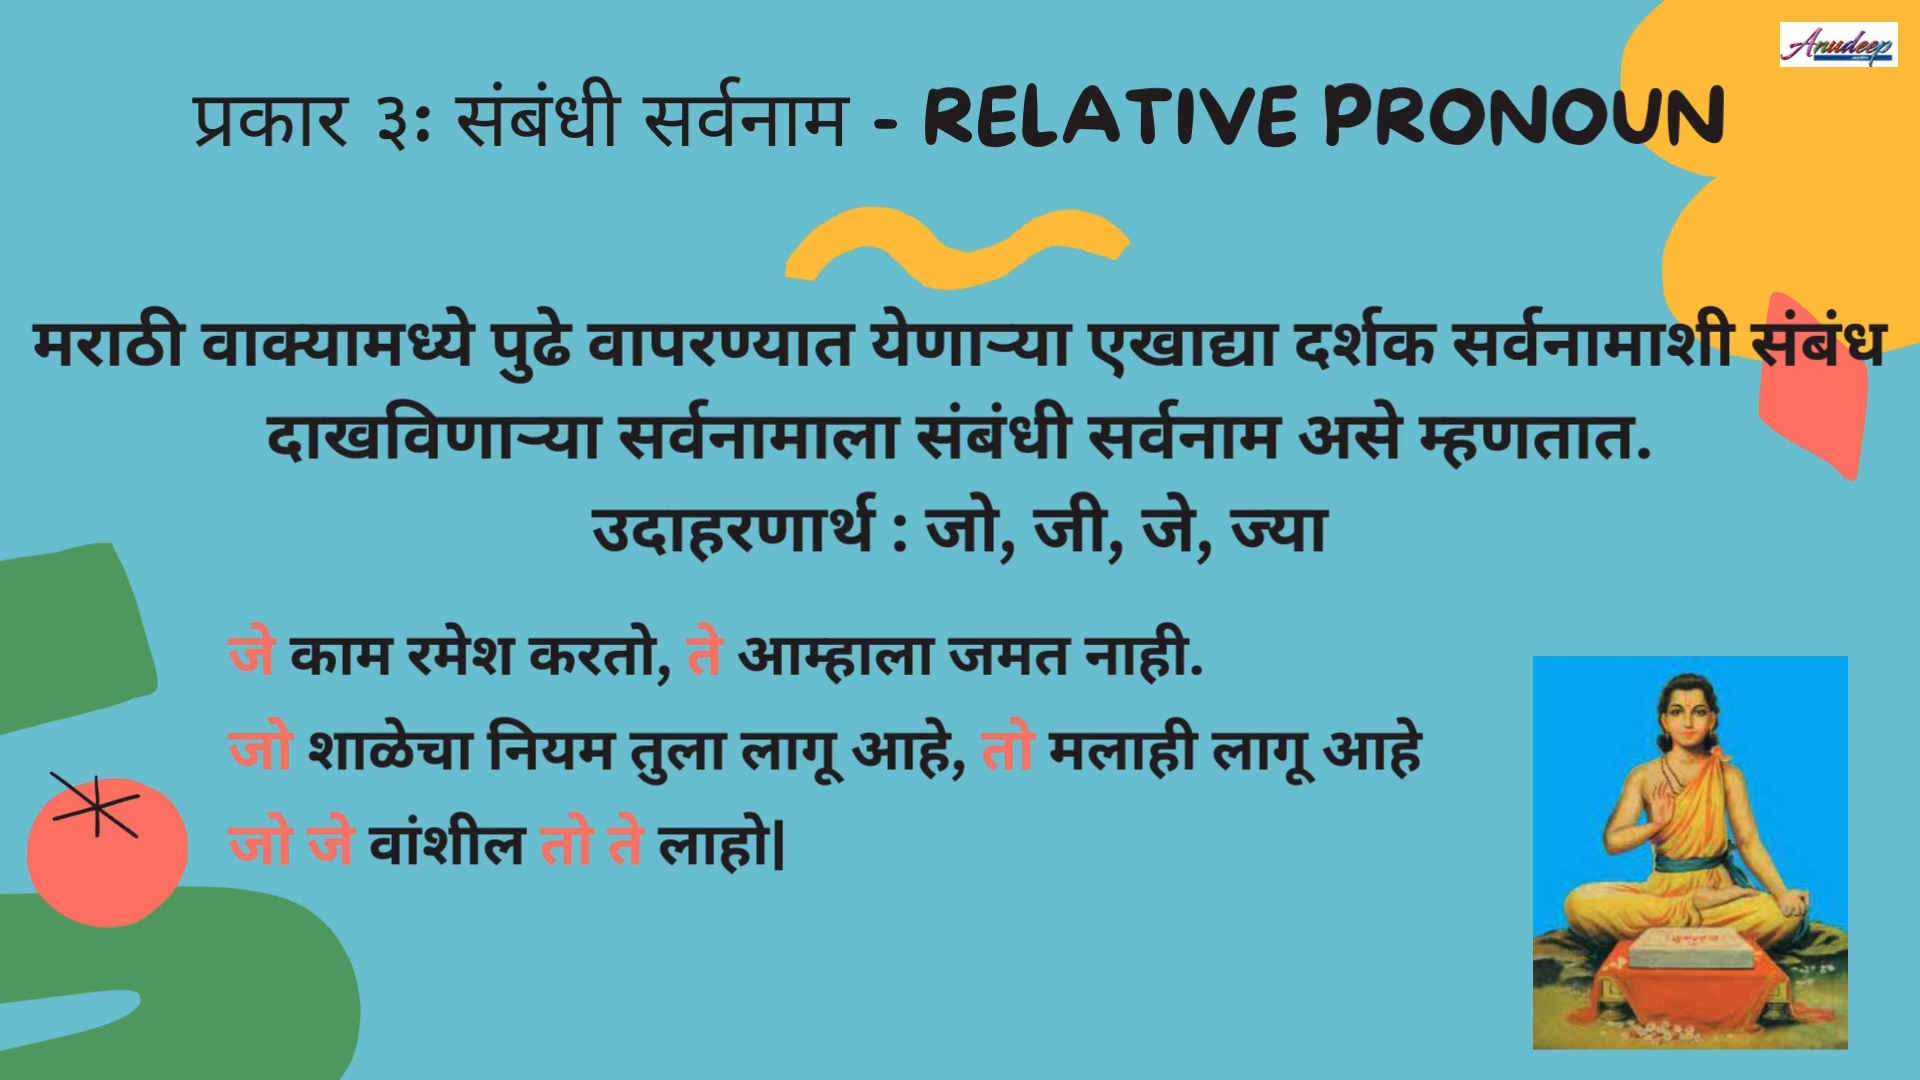 Anudeep
प्रकार ३: संबंधी सर्वनाम - RELATIVE PRONOUN
मराठी वाक्यामध्ये पुढे वापरण्यात येणाऱ्या एखाद्या दर्शक सर्वनामाशी संबंध
दाखविणाऱ्या सर्वनामाला संबंधी सर्वनाम असे म्हणतात.
उदाहरणार्थ : जो, जी, जे, ज्या
जे काम रमेश करतो, ते आम्हाला जमत नाही.
जो शाळेचा नियम तुला लागू आहे, तो मलाही लागू आहे
जो जे वांशील तो ते लाहो|